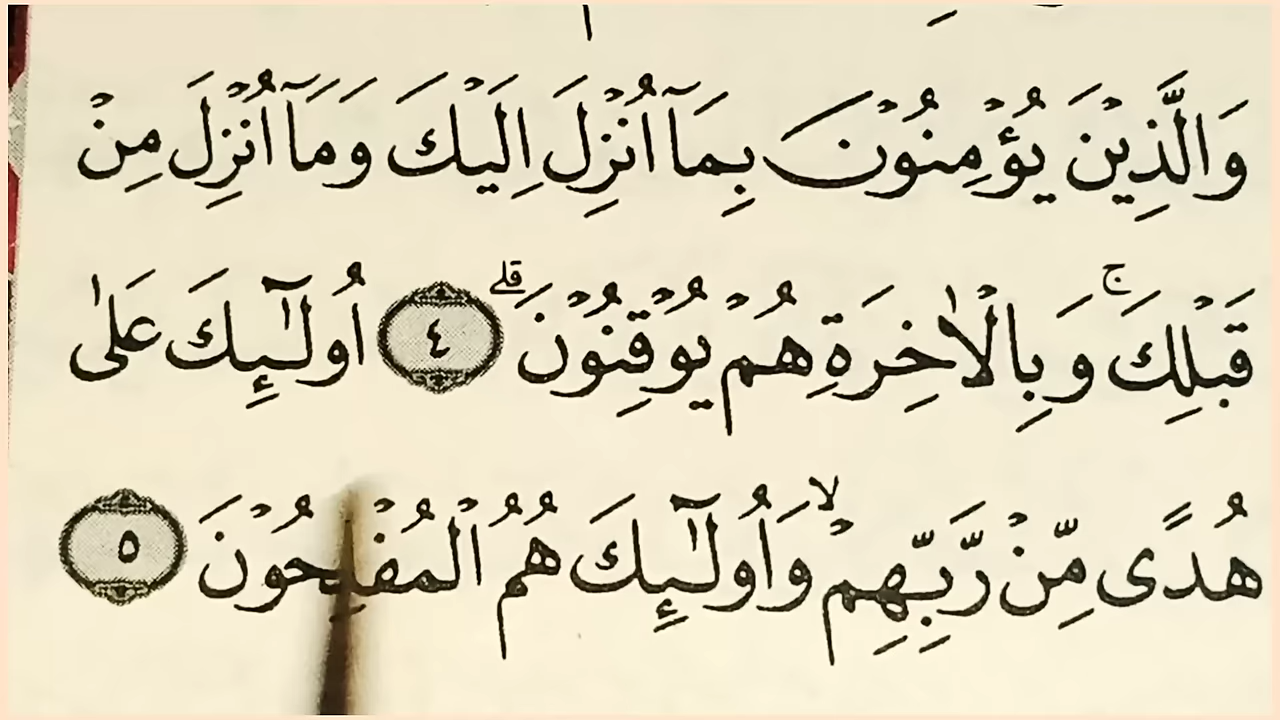 وَالَّذِيْنَ يُؤْمِنُوْنَ بِمَآ اُنْزِلَ اِلَيْكَ وَمَآ اُنْزِلَ مِنْ
قَبْلِكَ ۚ وَبِالْاٰخِرَةِ هُمْ يُوْقِنُوْنَ ۗ ٤ اُولٰٓئِكَ عَلٰى
هُدًى مِّنْ رَّبِّهِمْ ۙ وَاُولٰٓئِكَ هُمُ الْمُفْلِحُوْنَ ٥